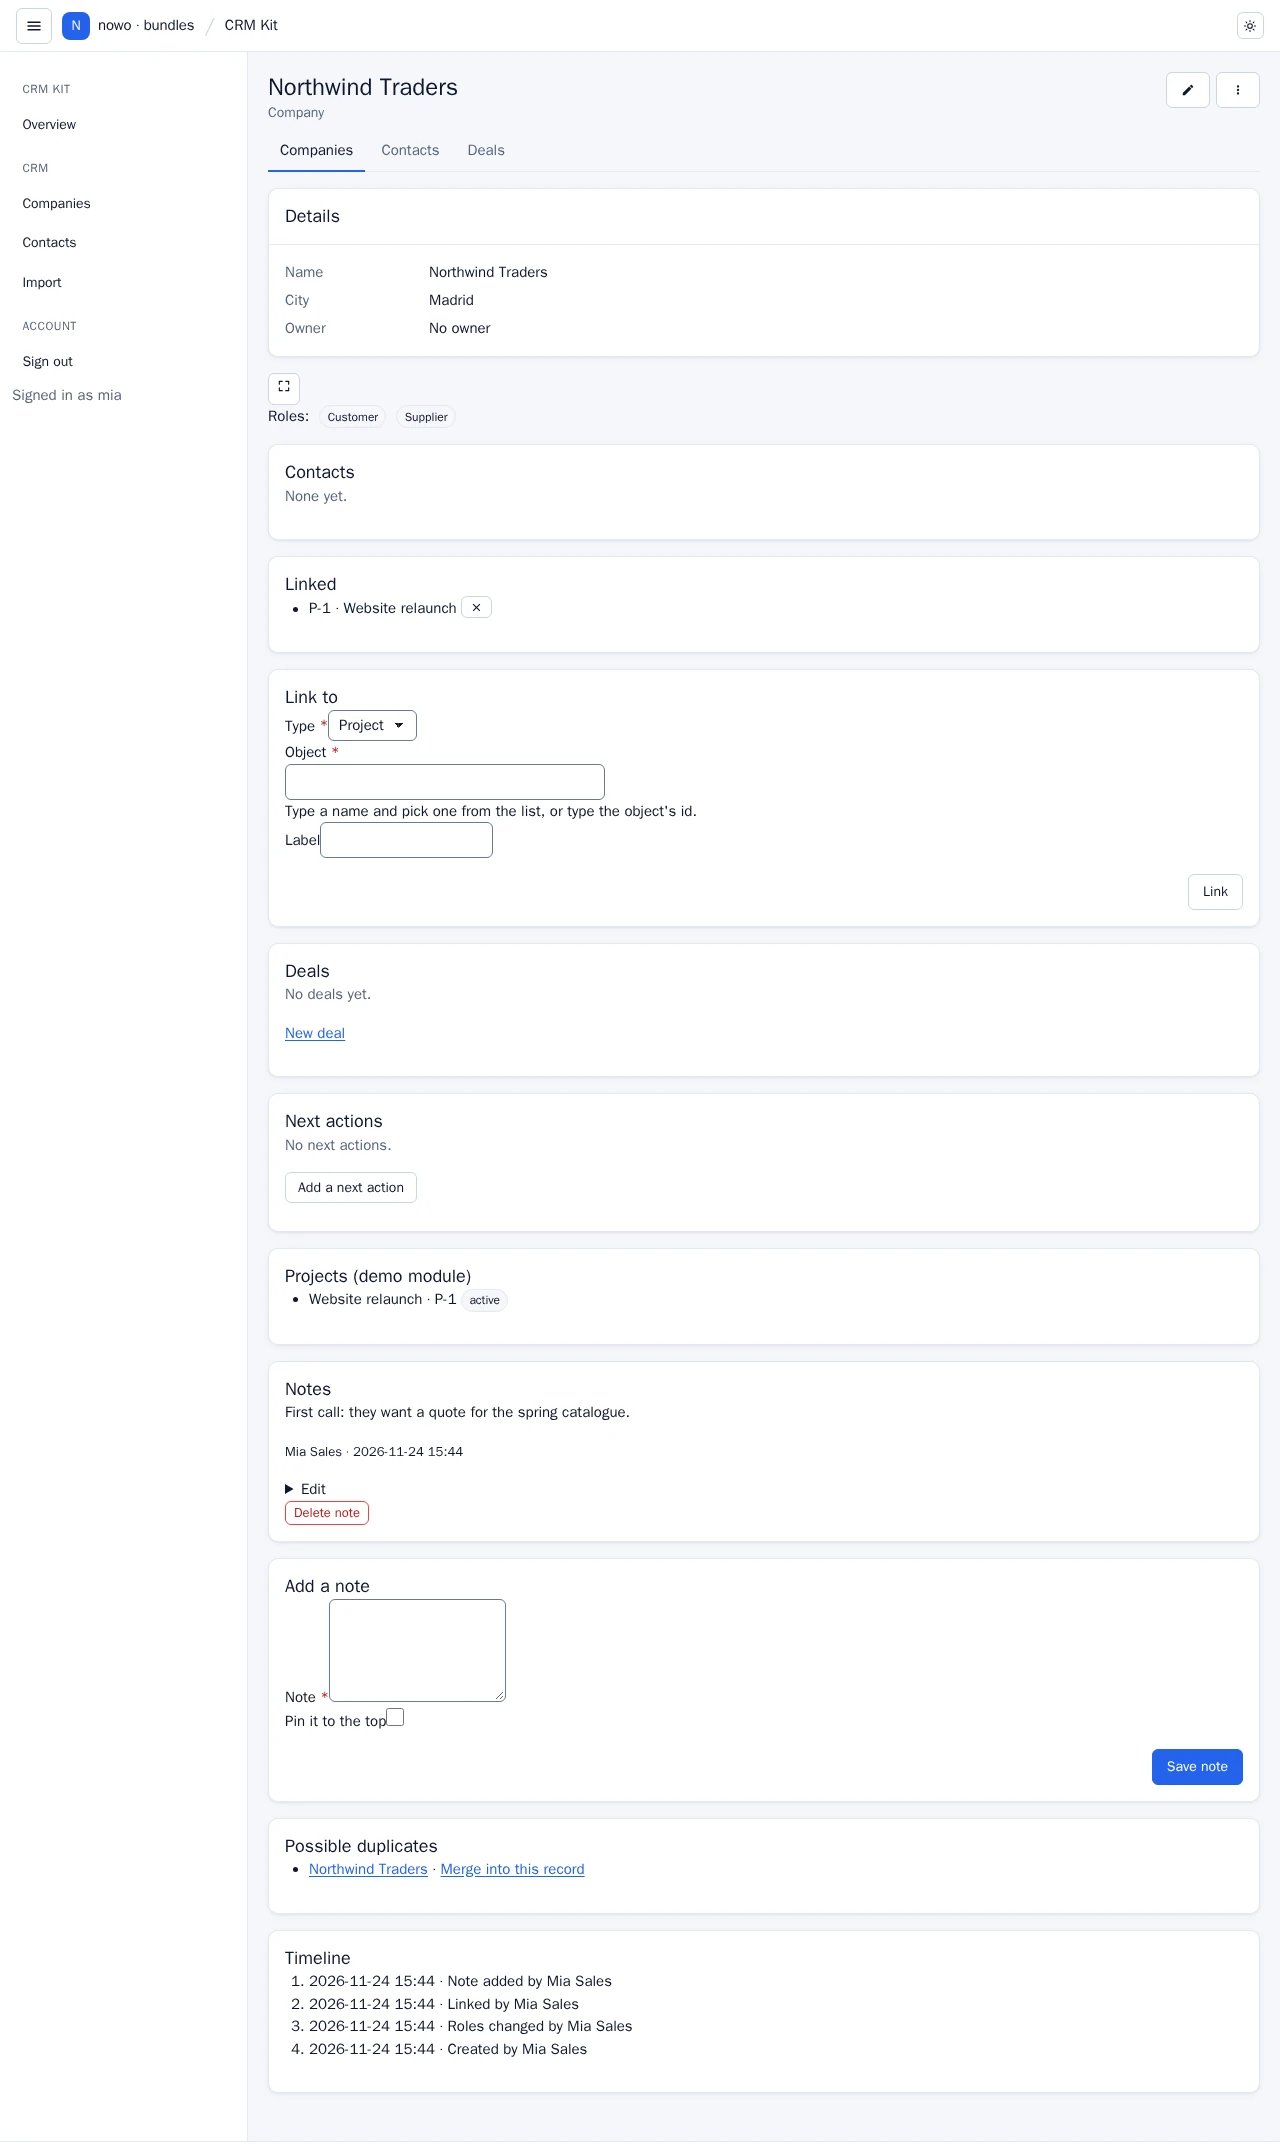 N nowo · bundles / CRM Kit
CRM KIT
Overview
CRM
Companies
Contacts
Import
ACCOUNT
Sign out
Signed in as mia
Northwind Traders
Company
Companies Contacts Deals
Details
Name Northwind Traders
City Madrid
Owner No owner
Roles: Customer Supplier
Contacts
None yet.
Linked
• P-1 · Website relaunch ×
Link to
Type * Project
Object *
Type a name and pick one from the list, or type the object's id.
Label
Link
Deals
No deals yet.
New deal
Next actions
No next actions.
Add a next action
Projects (demo module)
• Website relaunch · P-1 active
Notes
First call: they want a quote for the spring catalogue.
Mia Sales · 2026-11-24 15:44
Edit
Delete note
Add a note
Note *
Pin it to the top
Save note
Possible duplicates
• Northwind Traders · Merge into this record
Timeline
1. 2026-11-24 15:44 · Note added by Mia Sales
2. 2026-11-24 15:44 · Linked by Mia Sales
3. 2026-11-24 15:44 · Roles changed by Mia Sales
4. 2026-11-24 15:44 · Created by Mia Sales